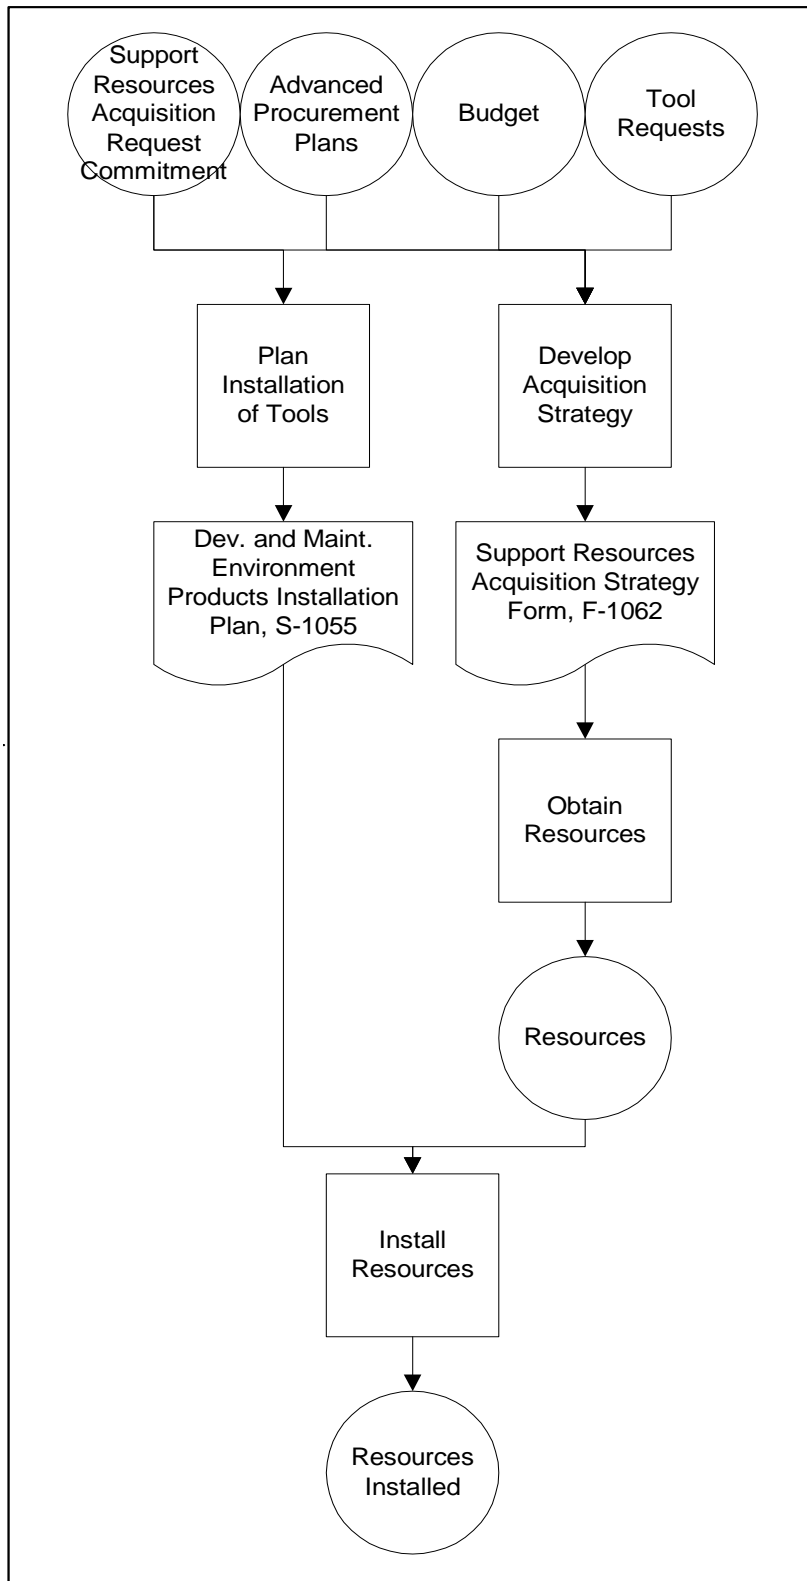 Support
Resources
Acquisition
Request
Commitment
Advanced
Procurement
Plans
Budget
Tool
Requests
Plan
Installation
of Tools
Develop
Acquisition
Strategy
Dev. and Maint.
Environment
Products Installation
Plan, S-1055
Support Resources
Acquisition Strategy
Form, F-1062
Obtain
Resources
Resources
Install
Resources
Resources
Installed